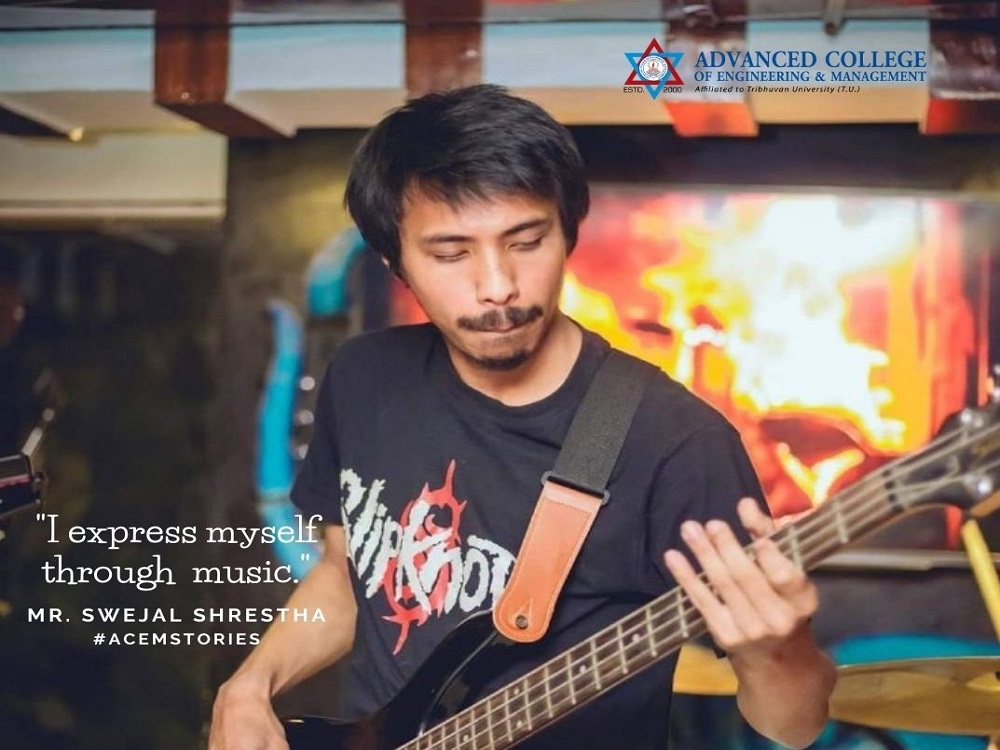 ADVANCED COLLEGE
OF ENGINEERING & MANAGEMENT
ESTD. 2000 Affiliated to Tribhuvan University (T.U.)
SlipKnoT
"I express myself
through music."
MR. SWEJAL SHRESTHA
#ACEMSTORIES